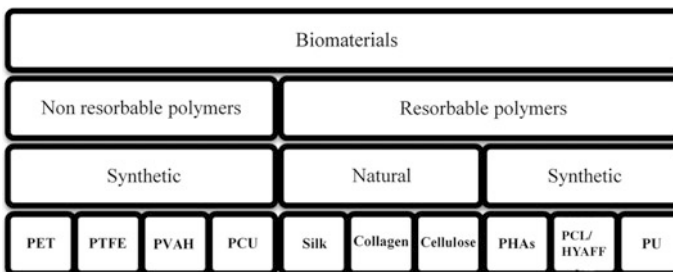 Biomaterials
Non resorbable polymers Resorbable polymers
Synthetic Natural Synthetic
PET PTFE PVAH PCU Silk Collagen Cellulose PHAs PCL/
HYAFF PU